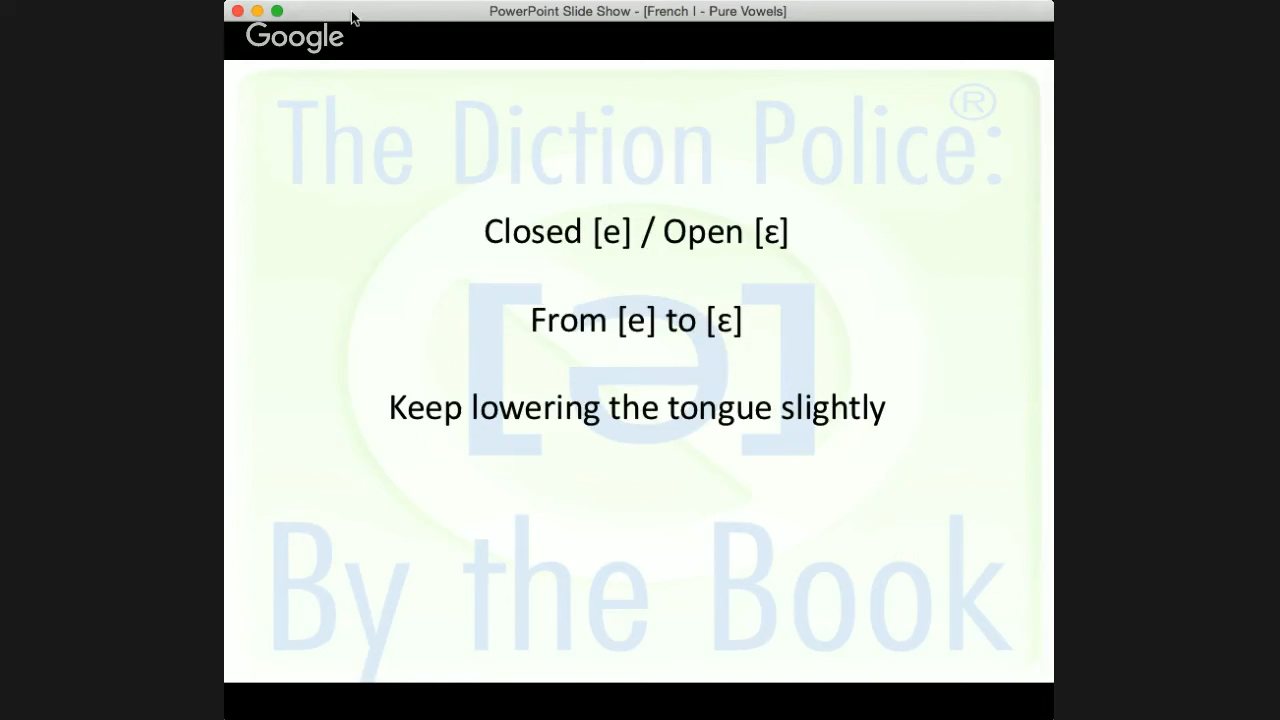 PowerPoint Slide Show - [French I - Pure Vowels]
Google
The Diction Police:
®
Closed [e] / Open [ɛ]
From [e] to [ɛ]
[ə]
Keep lowering the tongue slightly
By the Book